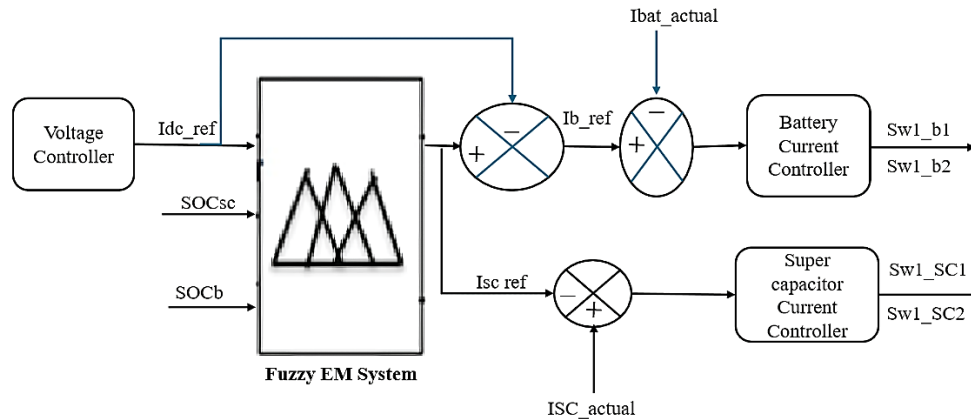 Ibat_actual
Voltage
Controller
Idc_ref
SOCsc
SOCb
Fuzzy EM System
−
+
Ib_ref
−
+
Battery
Current
Controller
Sw1_b1
Sw1_b2
Isc ref
−
+
ISC_actual
Super
capacitor
Current
Controller
Sw1_SC1
Sw1_SC2